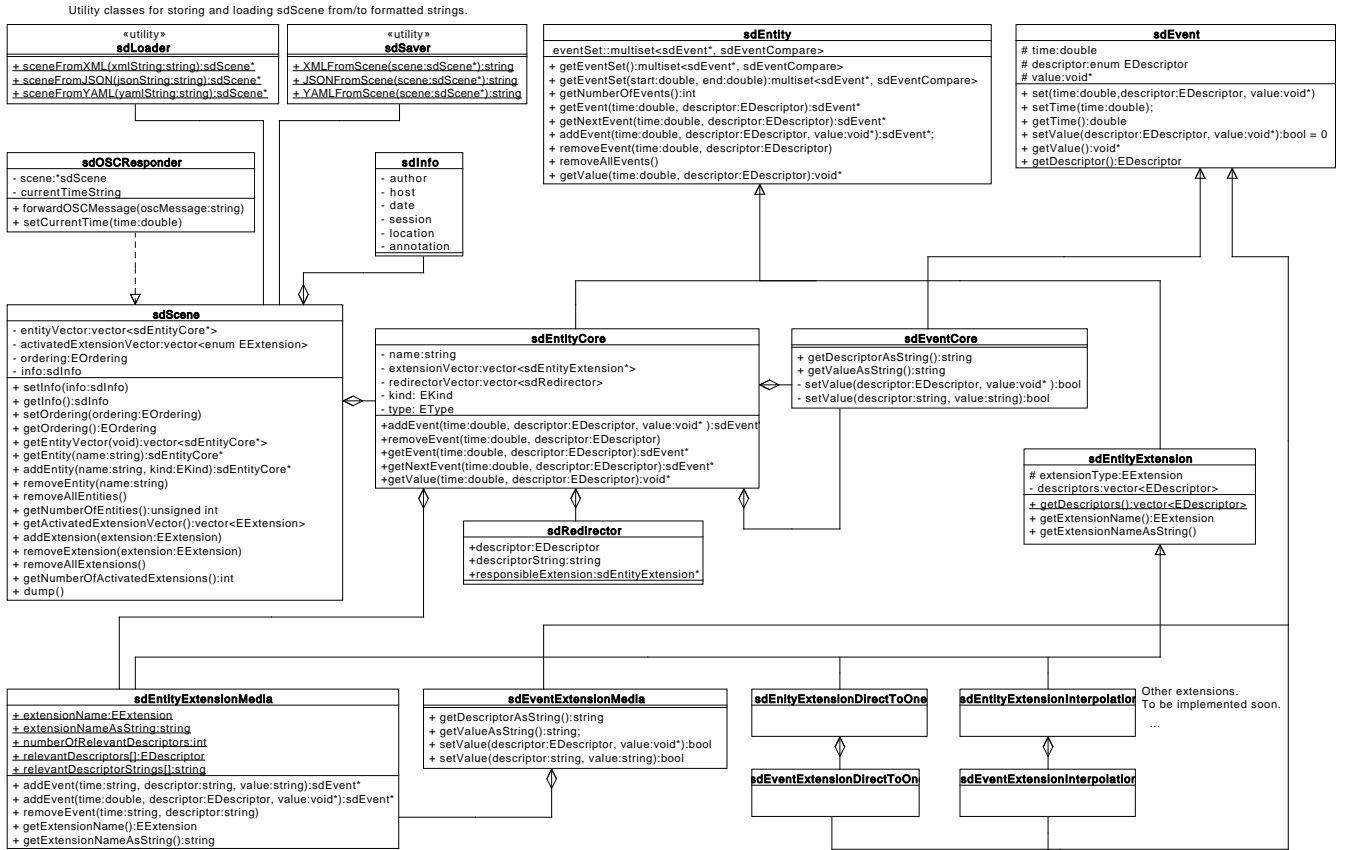 Utility classes for storing and loading sdScene from/to formatted strings.
«utility»
sdLoader
+ sceneFromXML(xmlString:string):sdScene*
+ sceneFromJSON(jsonString:string):sdScene*
+ sceneFromYAML(yamlString:string):sdScene*
«utility»
sdSaver
+ XMLFromScene(scene:sdScene*):string
+ JSONFromScene(scene:sdScene*):string
+ YAMLFromScene(scene:sdScene*):string
sdEntity
eventSet::multiset<sdEvent*, sdEventCompare>
+ getEventSet():multiset<sdEvent*, sdEventCompare>
+ getEventSet(start:double, end:double):multiset<sdEvent*, sdEventCompare>
+ getNumberOfEvents():int
+ getEvent(time:double, descriptor:EDescriptor):sdEvent*
+ getNextEvent(time:double, descriptor:EDescriptor):sdEvent*
+ addEvent(time:double, descriptor:EDescriptor, value:void*):sdEvent*;
+ removeEvent(time:double, descriptor:EDescriptor)
+ removeAllEvents()
+ getValue(time:double, descriptor:EDescriptor):void*
sdEvent
# time:double
# descriptor:enum EDescriptor
# value:void*
+ set(time:double,descriptor:EDescriptor, value:void*)
+ setTime(time:double);
+ getTime():double
+ setValue(descriptor:EDescriptor, value:void*):bool = 0
+ getValue():void*
+ getDescriptor():EDescriptor
sdOSCResponder
- scene:*sdScene
- currentTimeString
+ forwardOSCMessage(oscMessage:string)
+ setCurrentTime(time:double)
sdInfo
- author
- host
- date
- session
- location
- annotation
sdScene
- entityVector:vector<sdEntityCore*>
- activatedExtensionVector:vector<enum EExtension>
- ordering:EOrdering
- info:sdInfo
+ setInfo(info:sdInfo)
+ getInfo():sdInfo
+ setOrdering(ordering:EOrdering)
+ getOrdering():EOrdering
+ getEntityVector(void):vector<sdEntityCore*>
+ getEntity(name:string):sdEntityCore*
+ addEntity(name:string, kind:EKind):sdEntityCore*
+ removeEntity(name:string)
+ removeAllEntities()
+ getNumberOfEntities():unsigned int
+ getActivatedExtensionVector():vector<EExtension>
+ addExtension(extension:EExtension)
+ removeExtension(extension:EExtension)
+ removeAllExtensions()
+ getNumberOfActivatedExtensions():int
+ dump()
sdEntityCore
- name:string
- extensionVector:vector<sdEntityExtension*>
- redirectorVector:vector<sdRedirector>
- kind: EKind
- type: EType
+addEvent(time:double, descriptor:EDescriptor, value:void* ):sdEvent*
+removeEvent(time:double, descriptor:EDescriptor)
+getEvent(time:double, descriptor:EDescriptor):sdEvent*
+getNextEvent(time:double, descriptor:EDescriptor):sdEvent*
+getValue(time:double, descriptor:EDescriptor):void*
sdEventCore
+ getDescriptorAsString():string
+ getValueAsString():string
- setValue(descriptor:EDescriptor, value:void* ):bool
- setValue(descriptor:string, value:string):bool
sdEntityExtension
# extensionType:EExtension
- descriptors:vector<EDescriptor>
+ getDescriptors():vector<EDescriptor>
+ getExtensionName():EExtension
+ getExtensionNameAsString()
sdRedirector
+descriptor:EDescriptor
+descriptorString:string
+responsibleExtension:sdEntityExtension*
sdEntityExtensionMedia
+ extensionName:EExtension
+ extensionNameAsString:string
+ numberOfRelevantDescriptors:int
+ relevantDescriptors[]:EDescriptor
+ relevantDescriptorStrings[]:string
+ addEvent(time:string, descriptor:string, value:string):sdEvent*
+ addEvent(time:double, descriptor:EDescriptor, value:void*):sdEvent*
+ removeEvent(time:string, descriptor:string)
+ getExtensionName():EExtension
+ getExtensionNameAsString():string
sdEventExtensionMedia
+ getDescriptorAsString():string
+ getValueAsString():string;
+ setValue(descriptor:EDescriptor, value:void*):bool
+ setValue(descriptor:string, value:string):bool
sdEnityExtensionDirectToOne
sdEventExtensionDirectToOn
sdEntityExtensionInterpolation
sdEventExtensionInterpolation
Other extensions.
To be implemented soon.
...